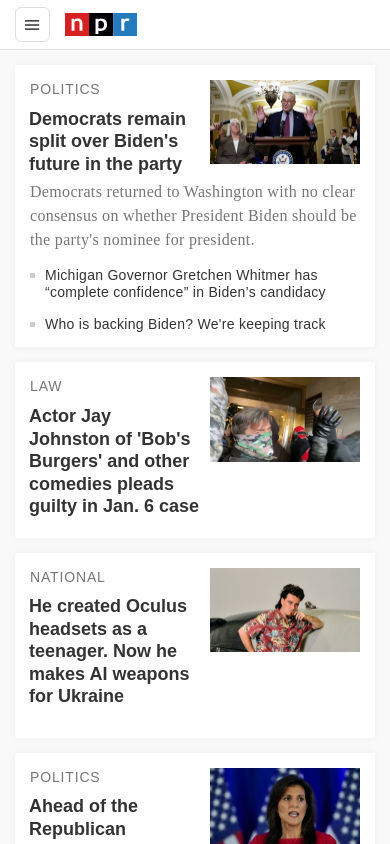 npr
POLITICS
Democrats remain
split over Biden's
future in the party
Democrats returned to Washington with no clear
consensus on whether President Biden should be
the party's nominee for president.
Michigan Governor Gretchen Whitmer has
“complete confidence” in Biden’s candidacy
Who is backing Biden? We're keeping track
LAW
Actor Jay
Johnston of 'Bob's
Burgers' and other
comedies pleads
guilty in Jan. 6 case
NATIONAL
He created Oculus
headsets as a
teenager. Now he
makes AI weapons
for Ukraine
POLITICS
Ahead of the
Republican